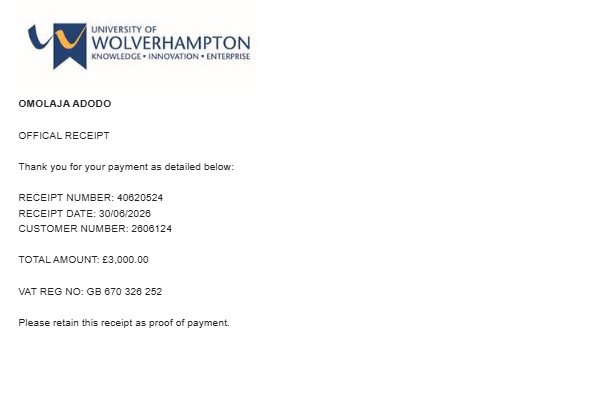 UNIVERSITY OF
WOLVERHAMPTON
KNOWLEDGE • INNOVATION • ENTERPRISE
OMOLAJA ADODO
OFFICAL RECEIPT
Thank you for your payment as detailed below:
RECEIPT NUMBER: 40620524
RECEIPT DATE: 30/06/2026
CUSTOMER NUMBER: 2606124
TOTAL AMOUNT: £3,000.00
VAT REG NO: GB 670 326 252
Please retain this receipt as proof of payment.